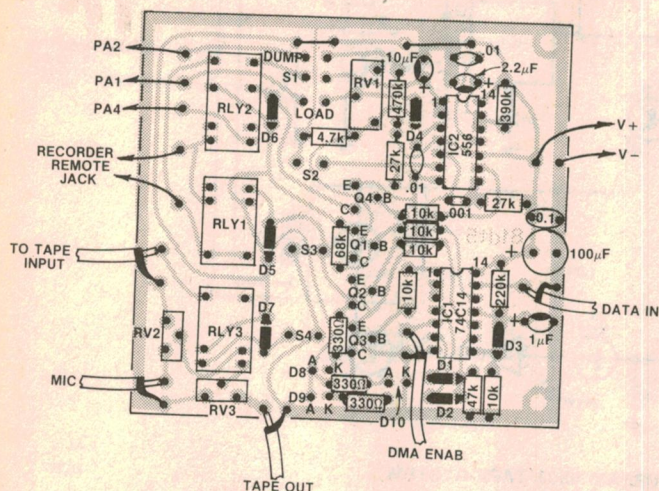 PA2
DUMP
10µF
.01
2.2µF
PA1
S1
RV1
+
+
PA4
LOAD
470k
1
14
390k
RLY2
D6
4.7k
D4
IC2
556
V+
RECORDER
REMOTE
JACK
27k
V-
S2
.01
E
Q4
B
.001
27k
C
10k
0.1
RLY1
E
10k
68k
Q1
B
10k
+
TO TAPE
INPUT
D5
S3
C
1
14
100µF
E
10k
220k
Q2
B
IC1
74C14
C
DATA IN
RV2
RLY3
D7
E
+
S4
330Ω
Q3
B
D3
1µF
C
A
K
D1
MIC
D8
330Ω
A
K
47k
10k
RV3
D9
A
K
330Ω
D10
D2
DMA ENAB
TAPE OUT